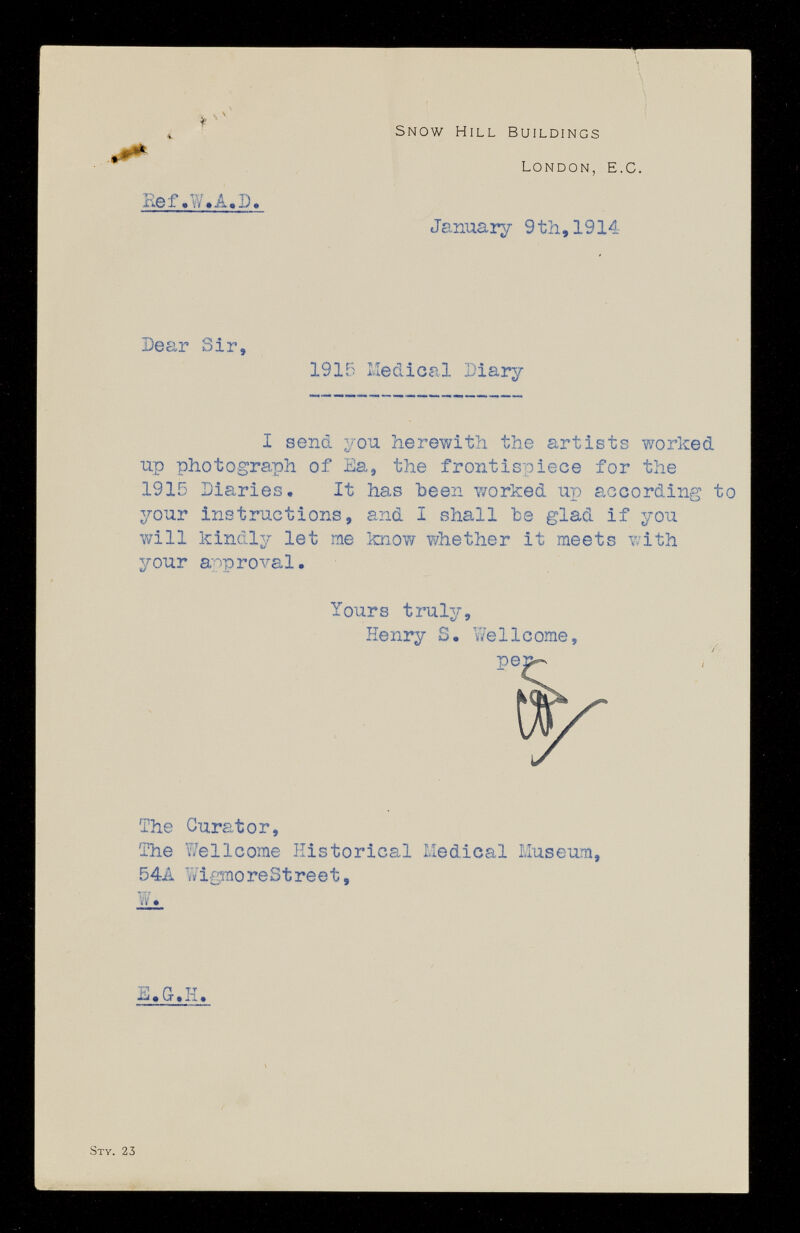 SNOW HILL BUILDINGS
LONDON, E.C.
Ref.W.A.D.
January 9th,1914
Dear Sir,
1915 Medical Diary
I send you herewith the artists worked
up photograph of Ea, the frontispiece for the
1915 Diaries. It has been worked up according to
your instructions, and I shall be glad if you
will kindly let me know whether it meets with
your approval.
Yours truly,
Henry S. Wellcome,
per
The Curator,
The Wellcome Historical Medical Museum,
54A WigmoreStreet,
W.
E.G.H.
STY. 23